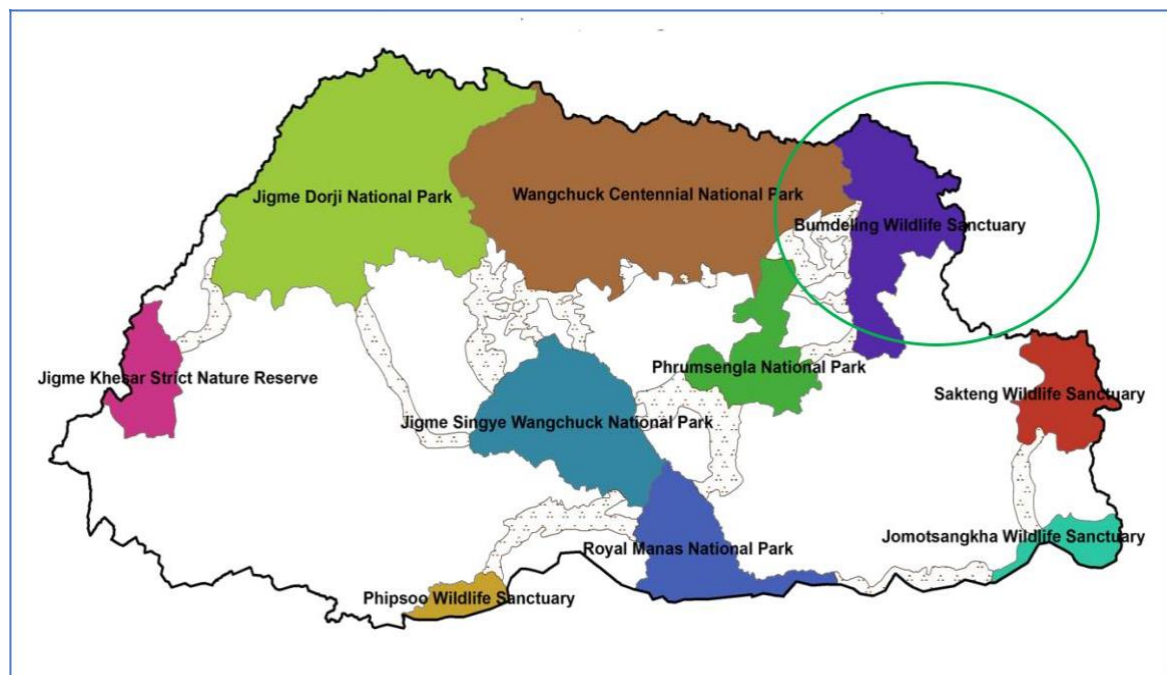 Jigme Dorji National Park
Wangchuck Centennial National Park
Bumdeling Wildlife Sanctuary
Phrumsengla National Park
Jigme Khesar Strict Nature Reserve
Sakteng Wildlife Sanctuary
Jigme Singye Wangchuck National Park
Jomotsangkha Wildlife Sanctuary
Royal Manas National Park
Phipsoo Wildlife Sanctuary